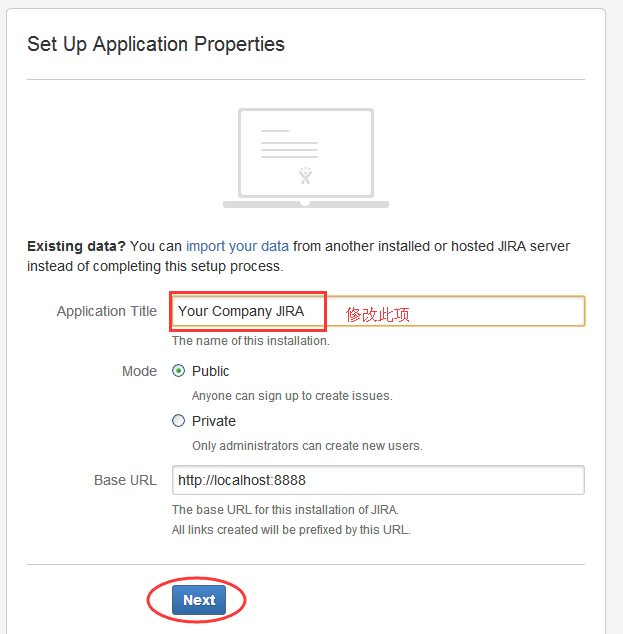 Set Up Application Properties
Existing data? You can import your data from another installed or hosted JIRA server
instead of completing this setup process.
Application Title Your Company JIRA 修改此项
The name of this installation.
Mode Public
Anyone can sign up to create issues.
Private
Only administrators can create new users.
Base URL http://localhost:8888
The base URL for this installation of JIRA.
All links created will be prefixed by this URL.
Next